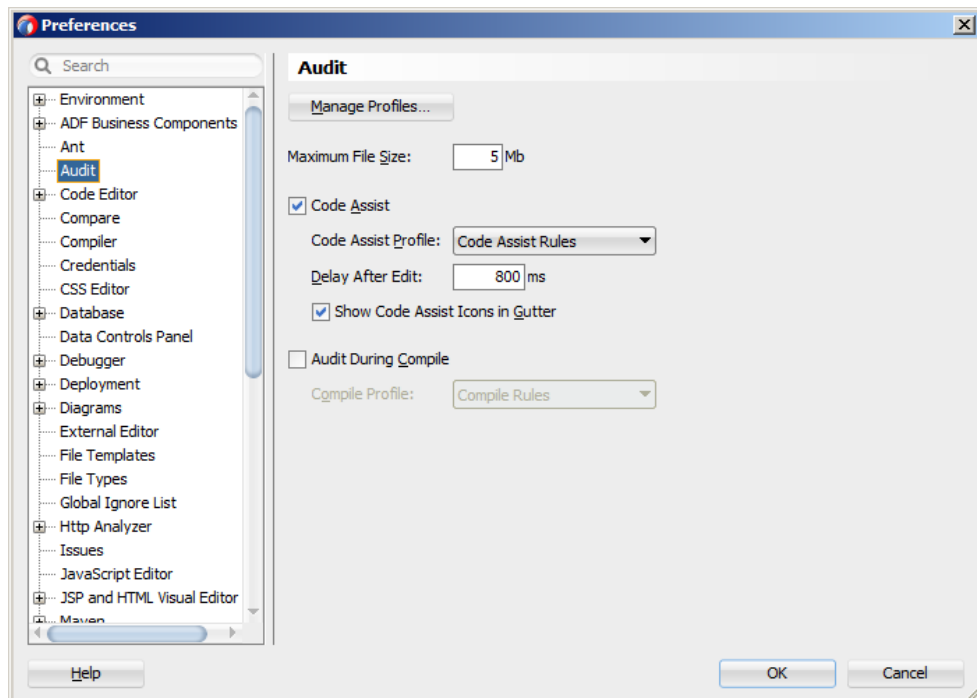 Preferences
Search
Environment
ADF Business Components
Ant
Audit
Code Editor
Compare
Compiler
Credentials
CSS Editor
Database
Data Controls Panel
Debugger
Deployment
Diagrams
External Editor
File Templates
File Types
Global Ignore List
Http Analyzer
Issues
JavaScript Editor
JSP and HTML Visual Editor
Maven
Audit
Manage Profiles...
Maximum File Size: 5 Mb
Code Assist
Code Assist Profile: Code Assist Rules
Delay After Edit: 800 ms
Show Code Assist Icons in Gutter
Audit During Compile
Compile Profile: Compile Rules
Help OK Cancel